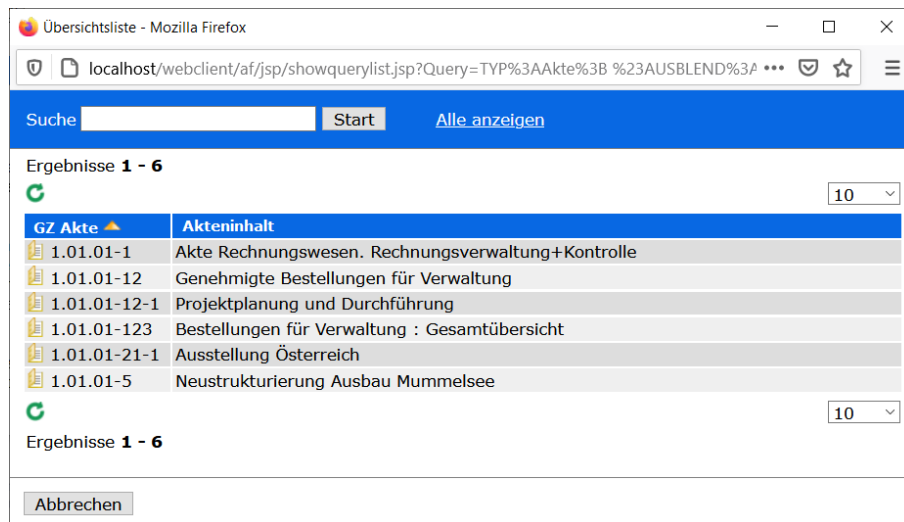 Übersichtsliste - Mozilla Firefox
localhost/webclient/af/jsp/showquerylist.jsp?Query=TYP%3AAkte%3B %23AUSBLEND%3A
Suche Start Alle anzeigen
Ergebnisse 1 - 6
10
GZ Akte Akteninhalt
1.01.01-1 Akte Rechnungswesen. Rechnungsverwaltung+Kontrolle
1.01.01-12 Genehmigte Bestellungen für Verwaltung
1.01.01-12-1 Projektplanung und Durchführung
1.01.01-123 Bestellungen für Verwaltung : Gesamtübersicht
1.01.01-21-1 Ausstellung Österreich
1.01.01-5 Neustrukturierung Ausbau Mummelsee
10
Ergebnisse 1 - 6
Abbrechen